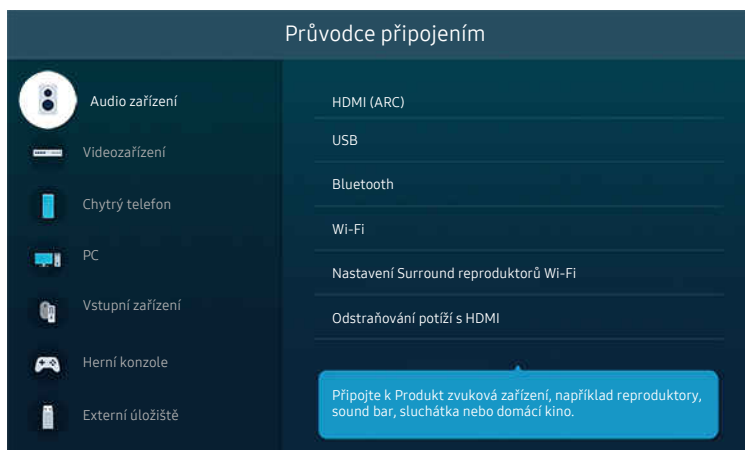 Průvodce připojením
Audio zařízení
Videozařízení
Chytrý telefon
PC
Vstupní zařízení
Herní konzole
Externí úložiště
HDMI (ARC)
USB
Bluetooth
Wi-Fi
Nastavení Surround reproduktorů Wi-Fi
Odstraňování potíží s HDMI
Připojte k Produkt zvuková zařízení, například reproduktory,
sound bar, sluchátka nebo domácí kino.